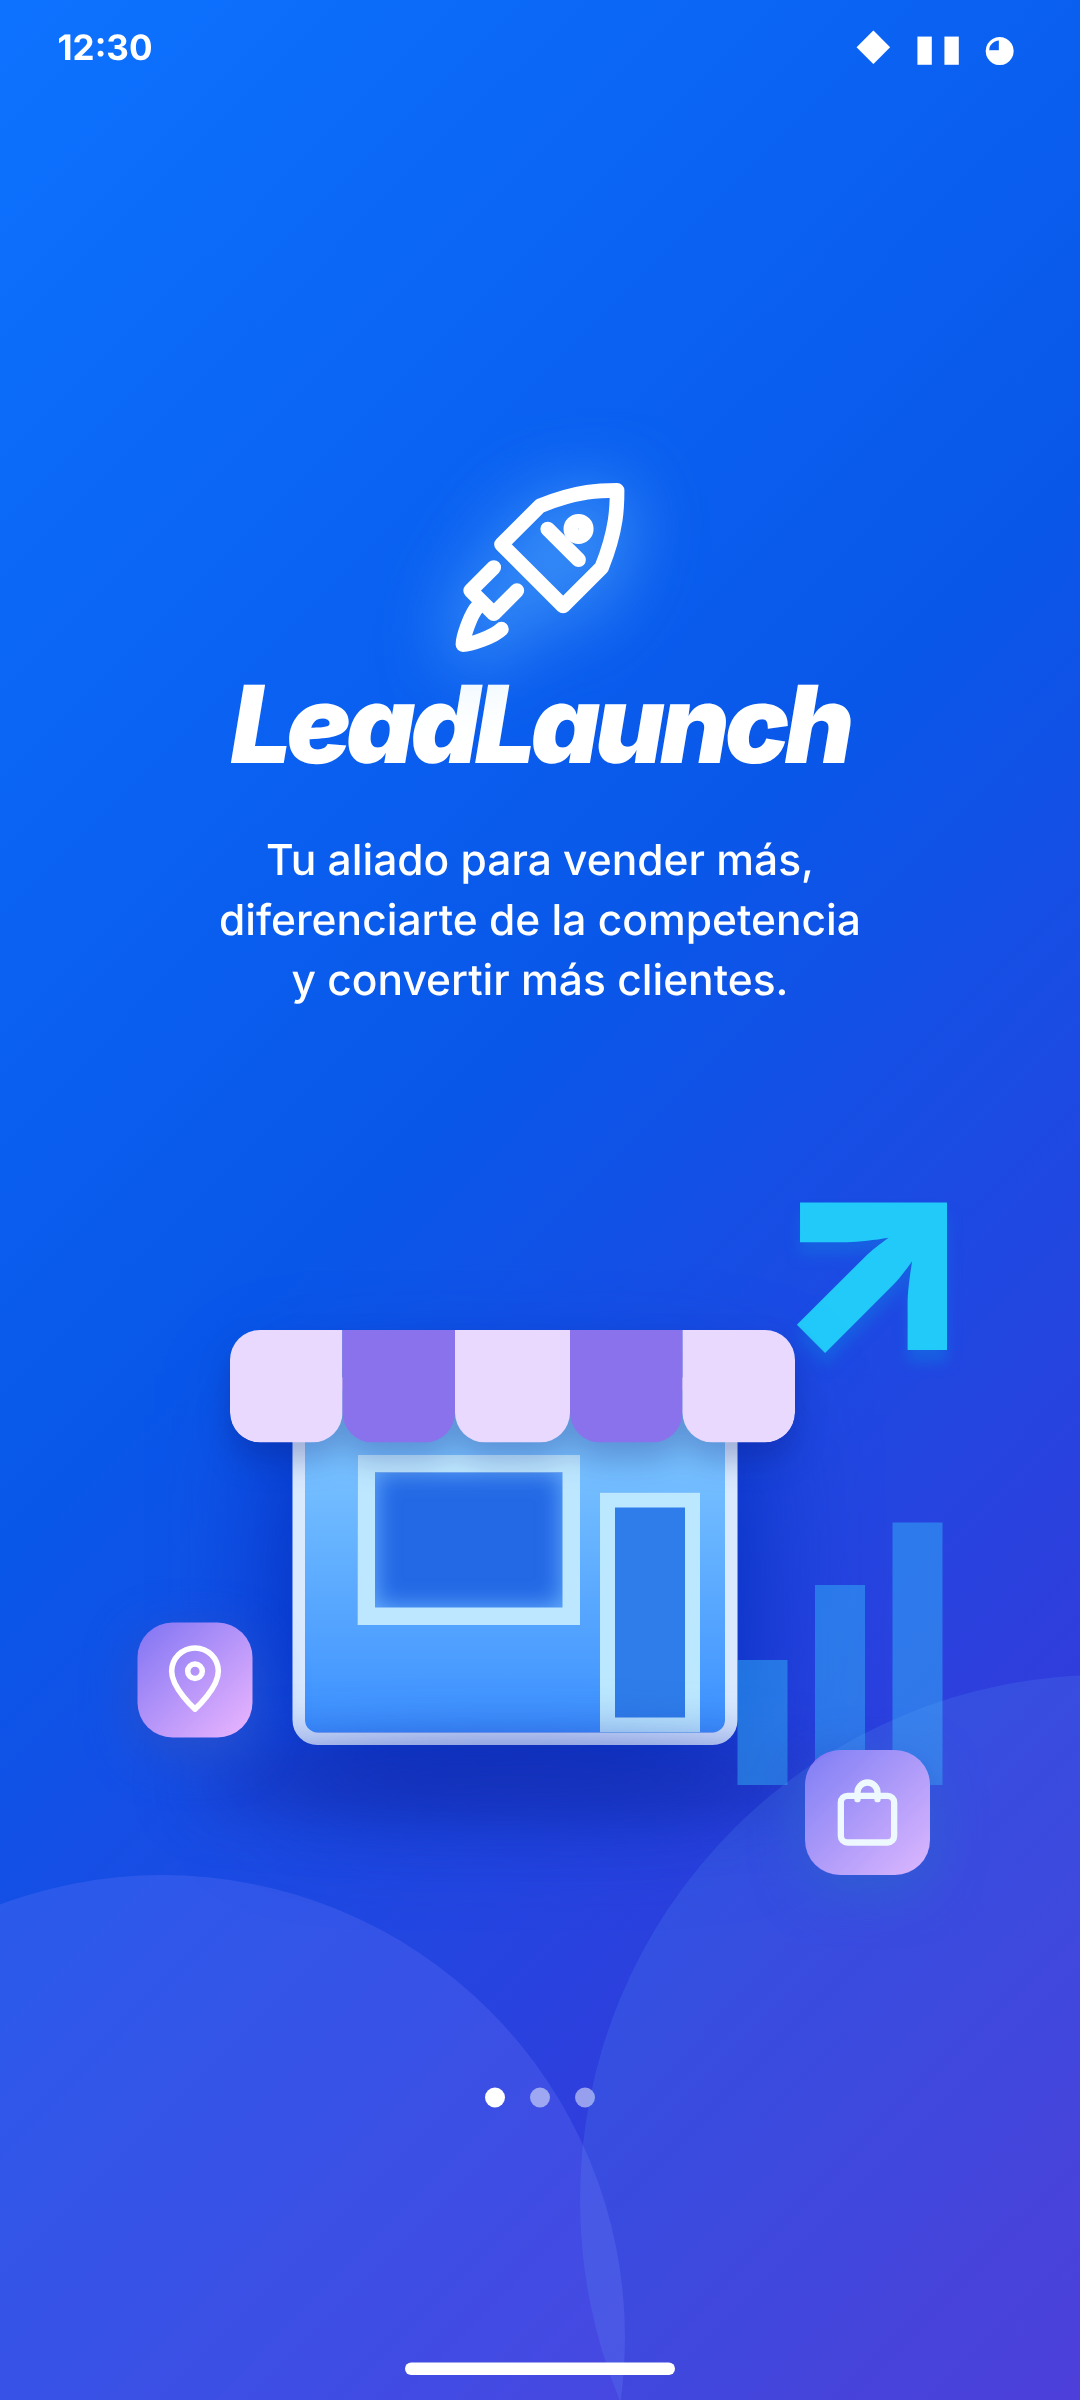 12:30
LeadLaunch
Tu aliado para vender más,
diferenciarte de la competencia
y convertir más clientes.